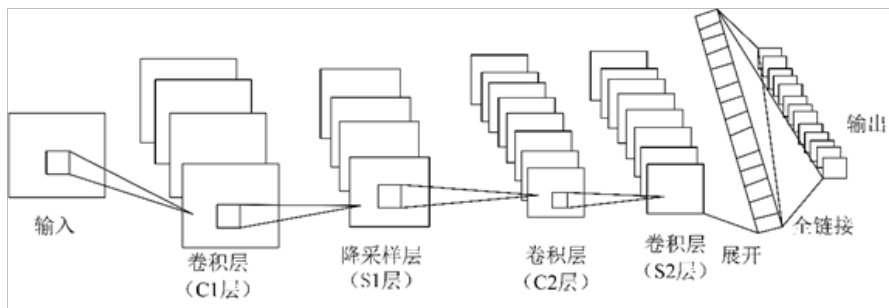 输入
卷积层
（C1层）
降采样层
（S1层）
卷积层
（C2层）
卷积层
（S2层）
展开
全链接
输出